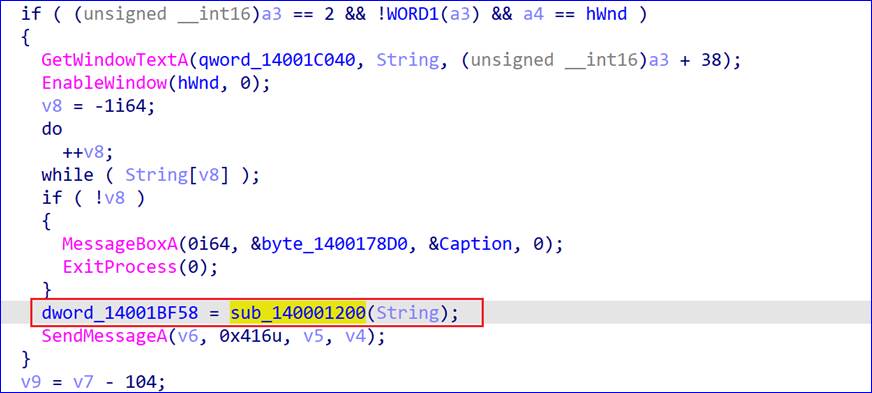 if ( (unsigned __int16)a3 == 2 && !WORD1(a3) && a4 == hWnd )
{
GetWindowTextA(qword_14001C040, String, (unsigned __int16)a3 + 38);
EnableWindow(hWnd, 0);
v8 = -1i64;
do
++v8;
while ( String[v8] );
if ( !v8 )
{
MessageBoxA(0i64, &byte_1400178D0, &Caption, 0);
ExitProcess(0);
}
dword_14001BF58 = sub_140001200(String);
SendMessageA(v6, 0x416u, v5, v4);
}
v9 = v7 - 104;